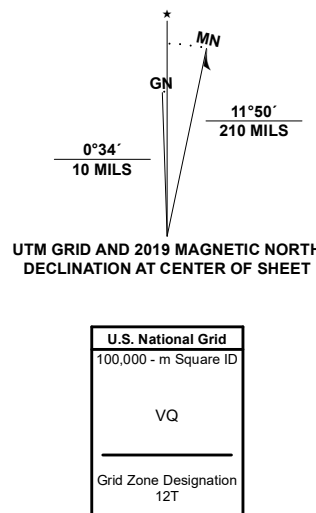 ★
MN
GN
11°50´
210 MILS
0°34´
10 MILS
UTM GRID AND 2019 MAGNETIC NORTH
DECLINATION AT CENTER OF SHEET
U.S. National Grid
100,000 - m Square ID
VQ
Grid Zone Designation
12T